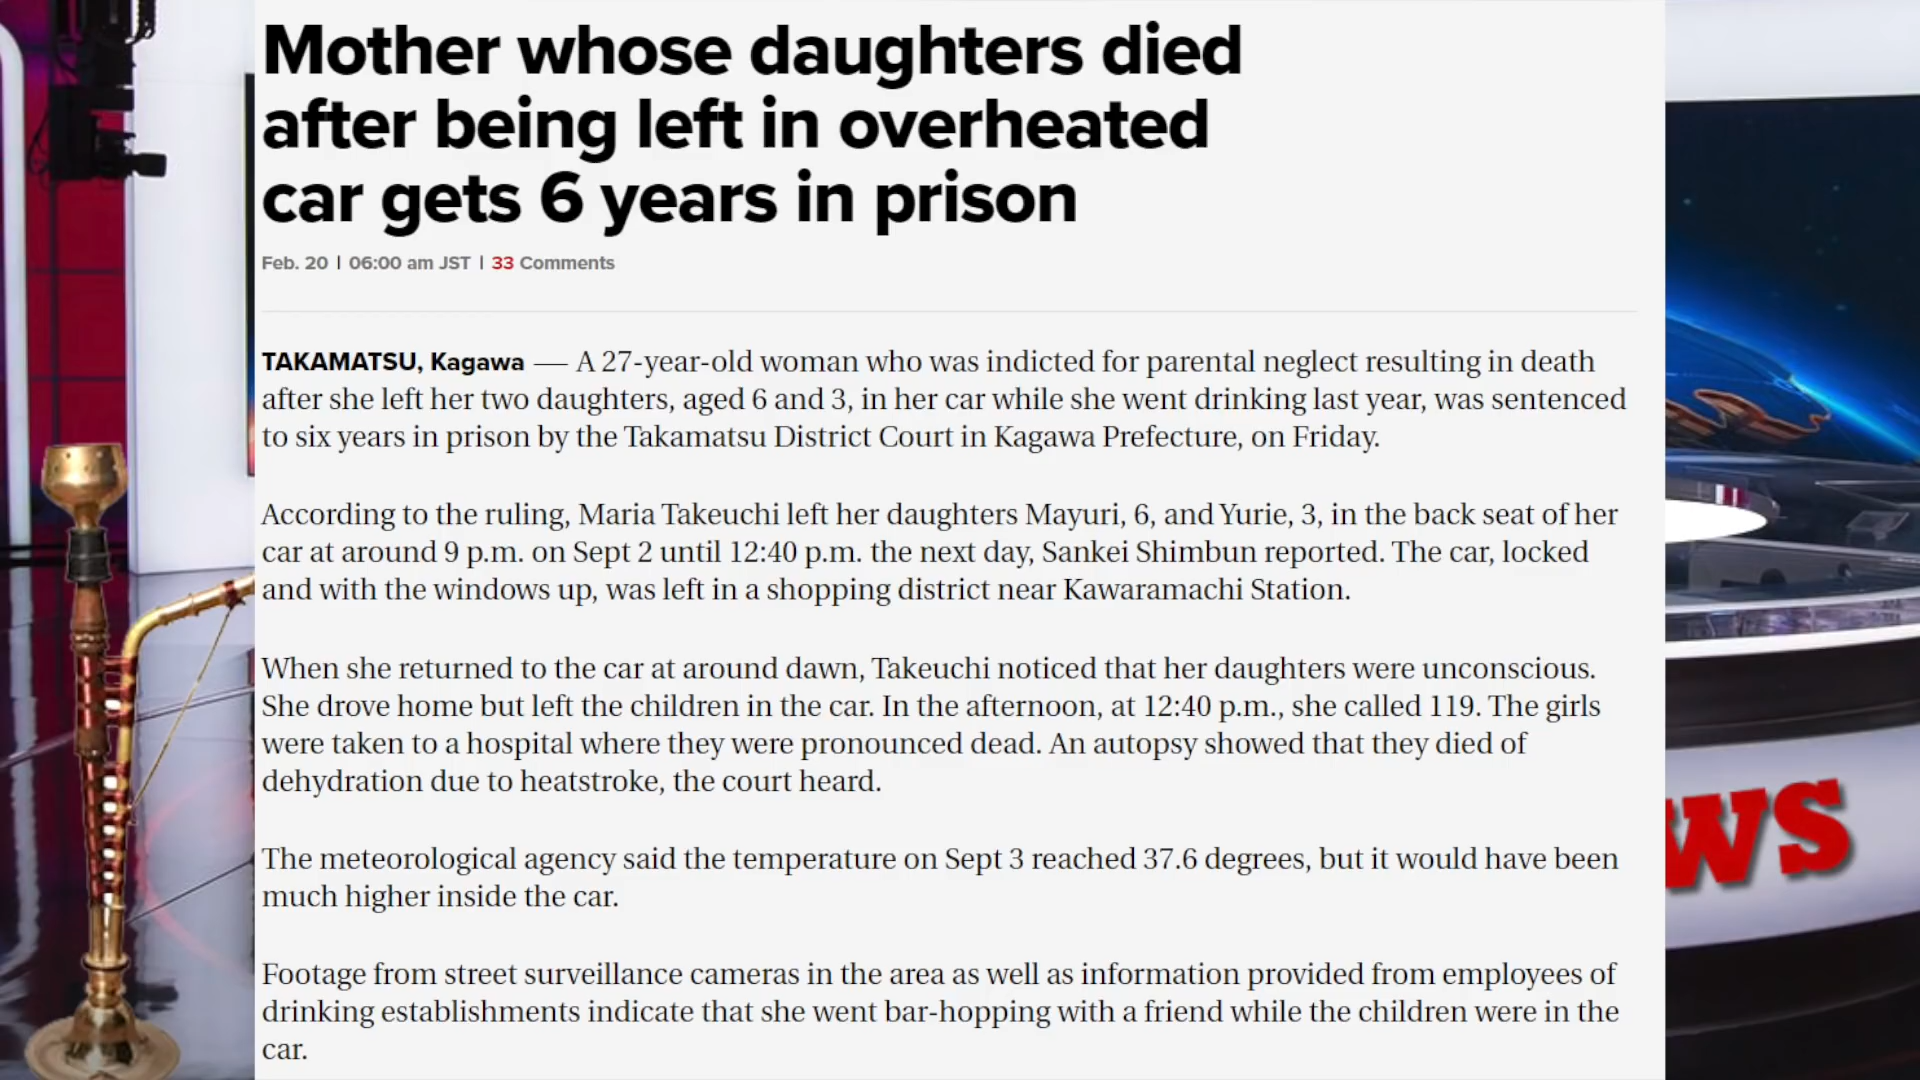 Mother whose daughters died
after being left in overheated
car gets 6 years in prison
Feb. 20 | 06:00 am JST | 33 Comments
TAKAMATSU, Kagawa — A 27-year-old woman who was indicted for parental neglect resulting in death
after she left her two daughters, aged 6 and 3, in her car while she went drinking last year, was sentenced
to six years in prison by the Takamatsu District Court in Kagawa Prefecture, on Friday.
According to the ruling, Maria Takeuchi left her daughters Mayuri, 6, and Yurie, 3, in the back seat of her
car at around 9 p.m. on Sept 2 until 12:40 p.m. the next day, Sankei Shimbun reported. The car, locked
and with the windows up, was left in a shopping district near Kawaramachi Station.
When she returned to the car at around dawn, Takeuchi noticed that her daughters were unconscious.
She drove home but left the children in the car. In the afternoon, at 12:40 p.m., she called 119. The girls
were taken to a hospital where they were pronounced dead. An autopsy showed that they died of
dehydration due to heatstroke, the court heard.
The meteorological agency said the temperature on Sept 3 reached 37.6 degrees, but it would have been
much higher inside the car.
Footage from street surveillance cameras in the area as well as information provided from employees of
drinking establishments indicate that she went bar-hopping with a friend while the children were in the
car.
ws